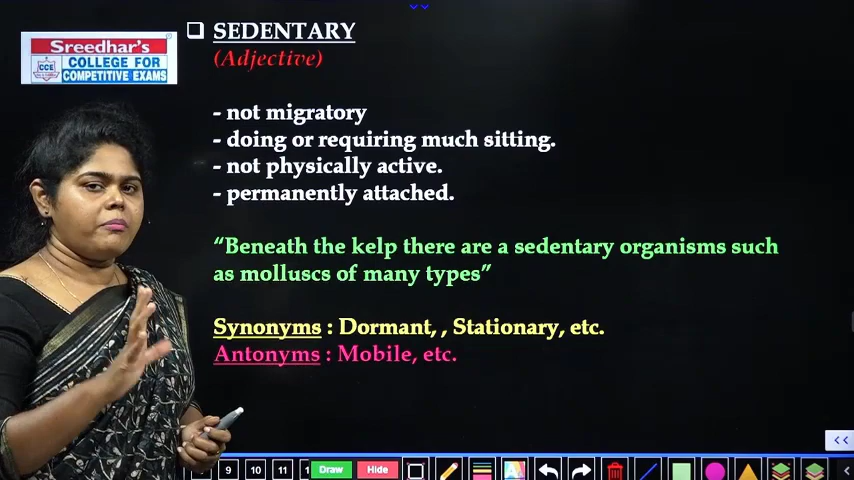 SEDENTARY
(Adjective)
Sreedhar's
CCE
COLLEGE FOR
COMPETITIVE EXAMS
- not migratory
- doing or requiring much sitting.
- not physically active.
- permanently attached.
“Beneath the kelp there are a sedentary organisms such
as molluscs of many types”
Synonyms : Dormant, , Stationary, etc.
Antonyms : Mobile, etc.
<<
9 10 11 1 Draw Hide